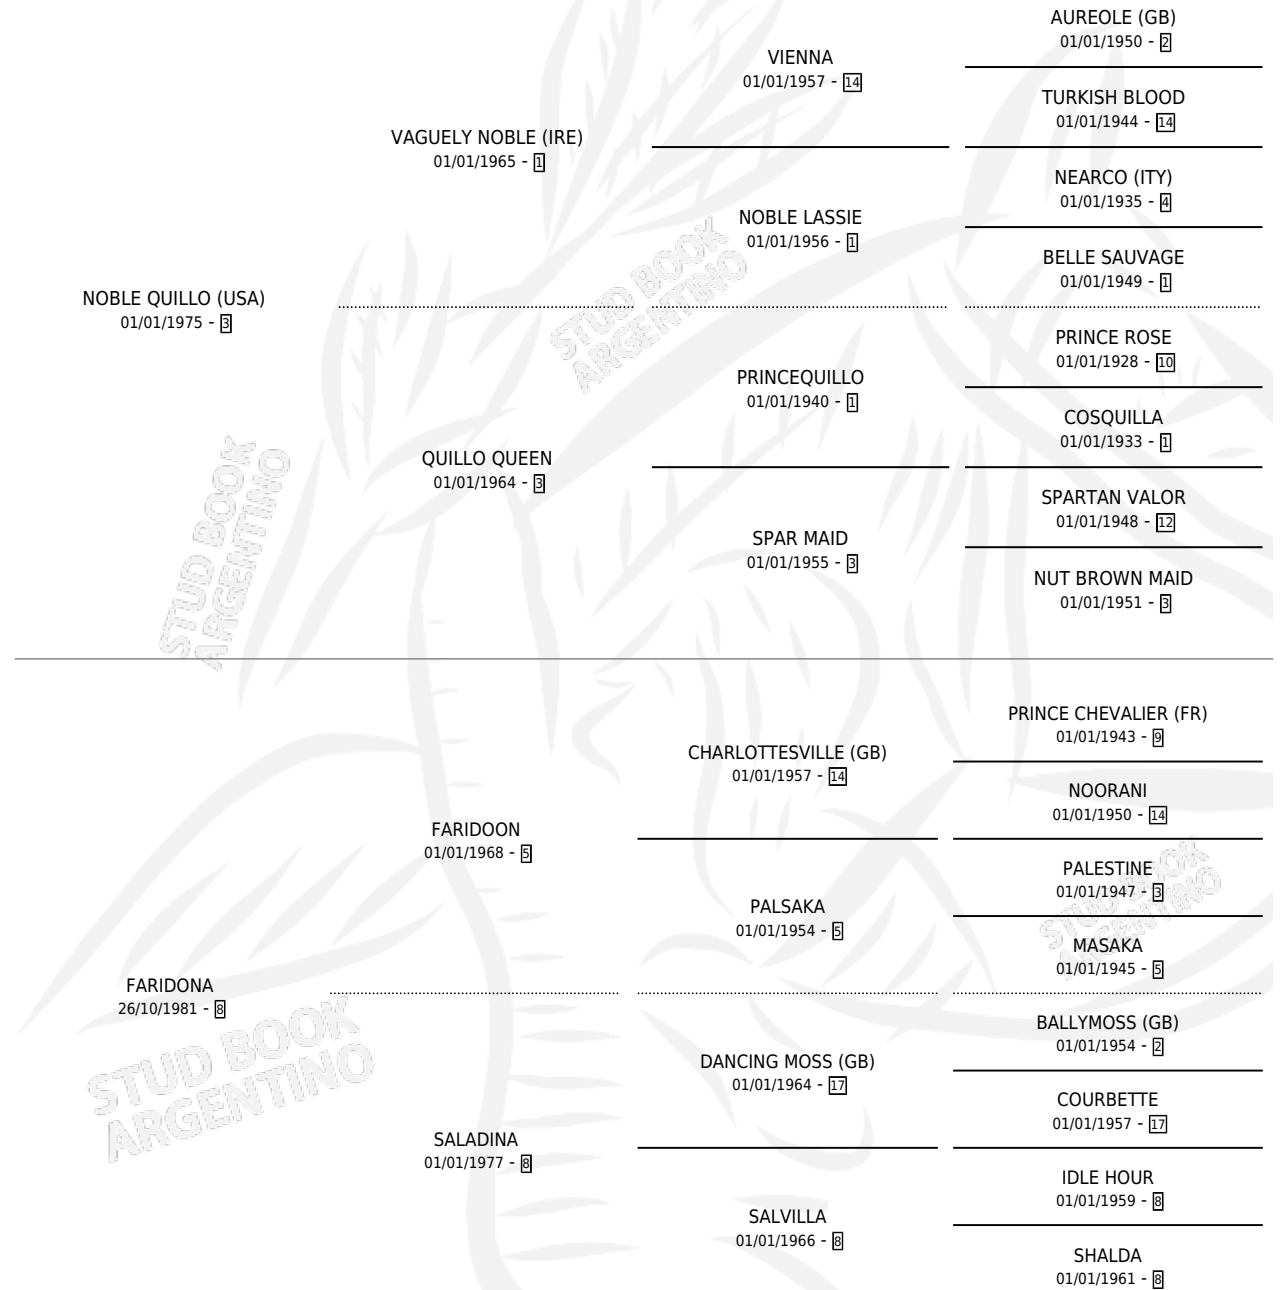 AUREOLE (GB)
01/01/1950 - 2
VIENNA
01/01/1957 - 14
TURKISH BLOOD
01/01/1944 - 14
VAGUELY NOBLE (IRE)
01/01/1965 - 1
NEARCO (ITY)
01/01/1935 - 4
NOBLE LASSIE
01/01/1956 - 1
BELLE SAUVAGE
01/01/1949 - 1
NOBLE QUILLO (USA)
01/01/1975 - 3
PRINCE ROSE
01/01/1928 - 10
PRINCEQUILLO
01/01/1940 - 1
COSQUILLA
01/01/1933 - 1
QUILLO QUEEN
01/01/1964 - 3
SPARTAN VALOR
01/01/1948 - 12
SPAR MAID
01/01/1955 - 3
NUT BROWN MAID
01/01/1951 - 3
PRINCE CHEVALIER (FR)
01/01/1943 - 9
CHARLOTTESVILLE (GB)
01/01/1957 - 14
NOORANI
01/01/1950 - 14
FARIDOON
01/01/1968 - 5
PALESTINE
01/01/1947 - 3
PALSAKA
01/01/1954 - 5
MASAKA
01/01/1945 - 5
FARIDONA
26/10/1981 - 8
BALLYMOSS (GB)
01/01/1954 - 2
DANCING MOSS (GB)
01/01/1964 - 17
COURBETTE
01/01/1957 - 17
SALADINA
01/01/1977 - 8
IDLE HOUR
01/01/1959 - 8
SALVILLA
01/01/1966 - 8
SHALDA
01/01/1961 - 8
STUD BOOK
ARGENTINO
STUD BOOK
ARGENTINO
STUD BOOK
ARGENTINO
STUD BOOK
ARGENTINO